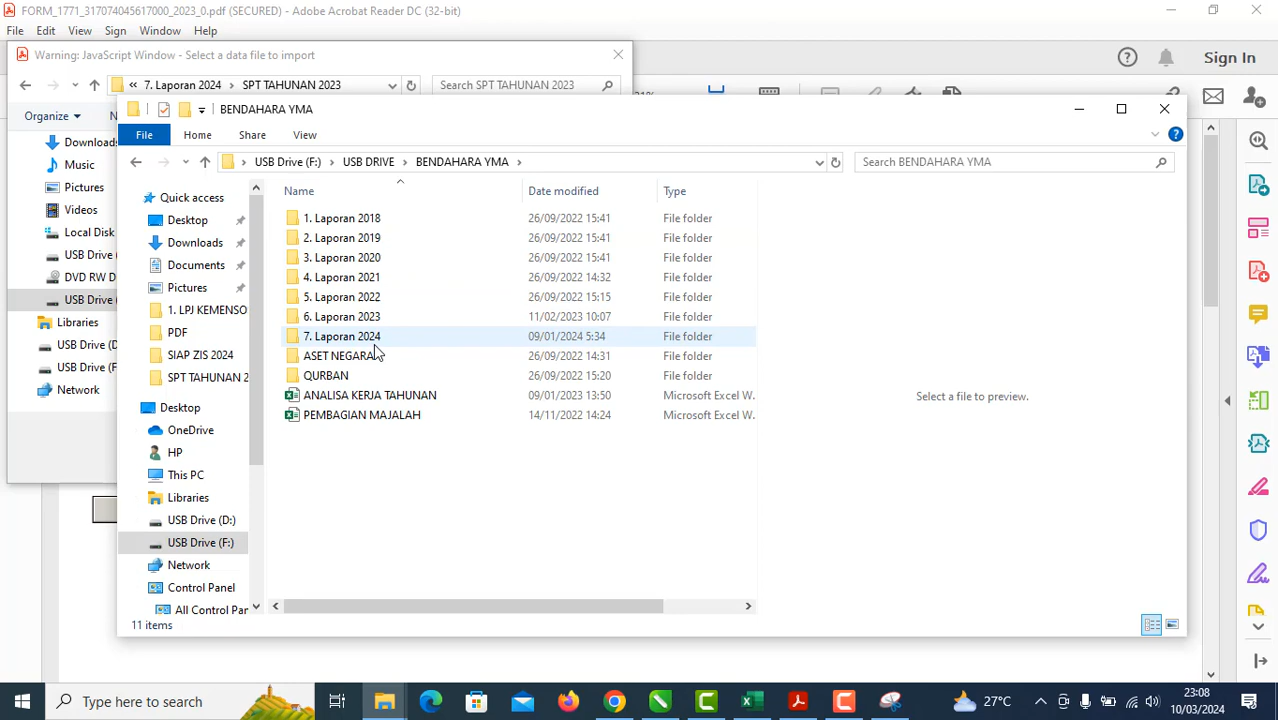 FORM_1771_317074045617000_2023_0.pdf (SECURED) - Adobe Acrobat Reader DC (32-bit)
File Edit View Sign Window Help
Warning: JavaScript Window - Select a data file to import
Sign In
« 7. Laporan 2024 › SPT TAHUNAN 2023
Search SPT TAHUNAN 2023
Organize
Downloads
Music
Pictures
Videos
Local Disk
USB Drive (
DVD RW D
USB Drive (
Libraries
USB Drive (D
USB Drive (F:
Network
BENDAHARA YMA
File Home Share View
USB Drive (F:) › USB DRIVE › BENDAHARA YMA ›
Search BENDAHARA YMA
Quick access
Desktop
Downloads
Documents
Pictures
1. LPJ KEMENSO
PDF
SIAP ZIS 2024
SPT TAHUNAN 2
Desktop
OneDrive
HP
This PC
Libraries
USB Drive (D:)
USB Drive (F:)
Network
Control Panel
All Control Par
Name Date modified Type
1. Laporan 2018 26/09/2022 15:41 File folder
2. Laporan 2019 26/09/2022 15:41 File folder
3. Laporan 2020 26/09/2022 15:41 File folder
4. Laporan 2021 26/09/2022 14:32 File folder
5. Laporan 2022 26/09/2022 15:15 File folder
6. Laporan 2023 11/02/2023 10:07 File folder
7. Laporan 2024 09/01/2024 5:34 File folder
ASET NEGARA 26/09/2022 14:31 File folder
QURBAN 26/09/2022 15:20 File folder
ANALISA KERJA TAHUNAN 09/01/2023 13:50 Microsoft Excel W.
PEMBAGIAN MAJALAH 14/11/2022 14:24 Microsoft Excel W.
Select a file to preview.
11 items
Type here to search
27°C
23:08
10/03/2024